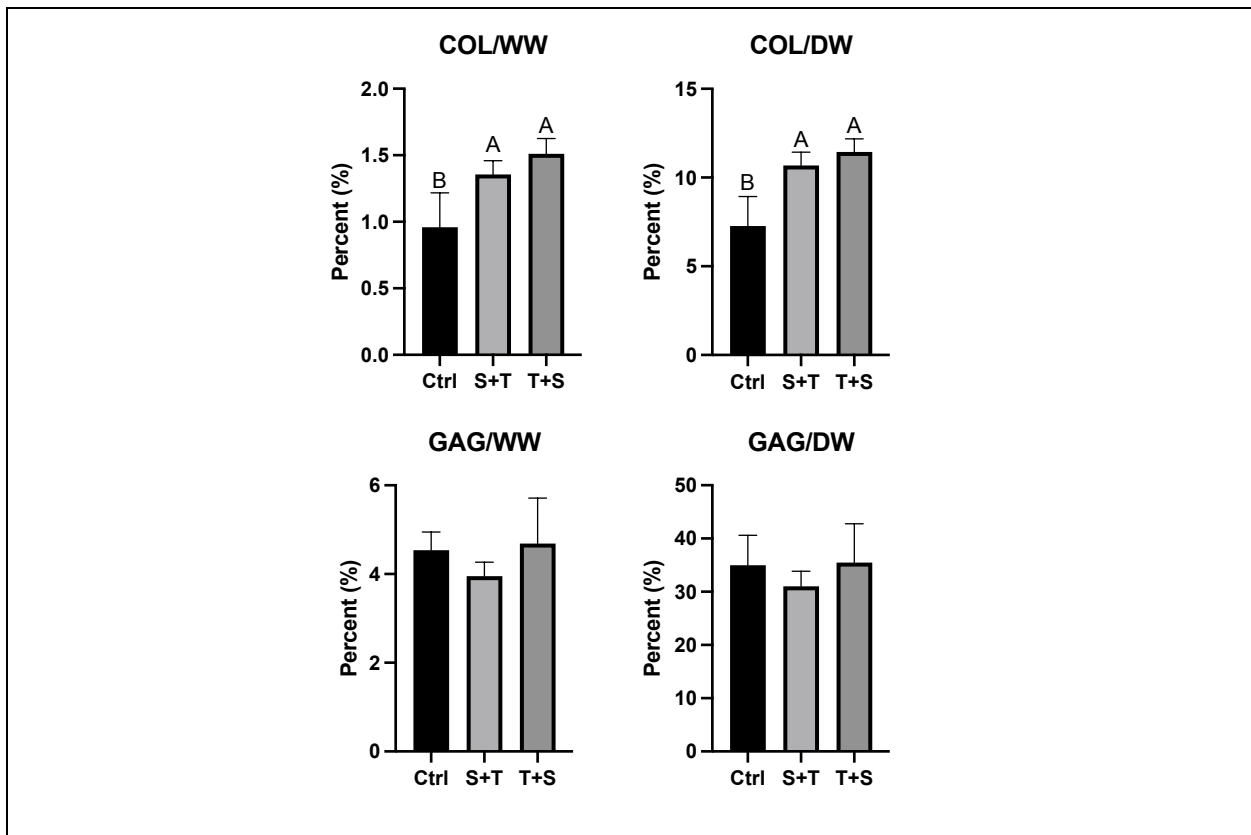 COL/WW
Percent (%)
2.0
1.5
1.0
0.5
0.0
B
A
A
Ctrl S+T T+S
COL/DW
Percent (%)
15
10
5
0
B
A
A
Ctrl S+T T+S
GAG/WW
Percent (%)
6
4
2
0
Ctrl S+T T+S
GAG/DW
Percent (%)
50
40
30
20
10
0
Ctrl S+T T+S